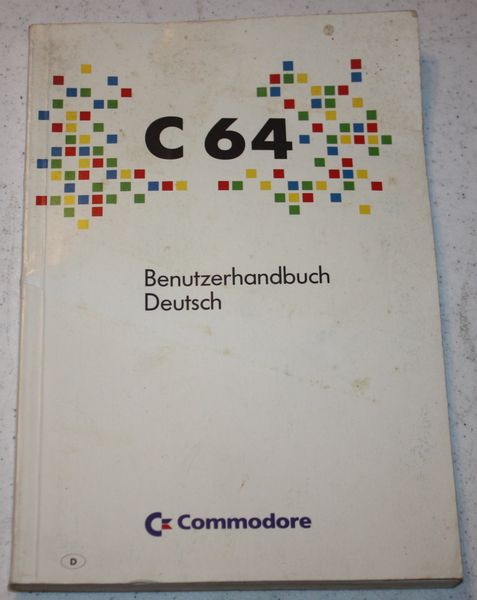 C 64
Benutzerhandbuch
Deutsch
Commodore
D